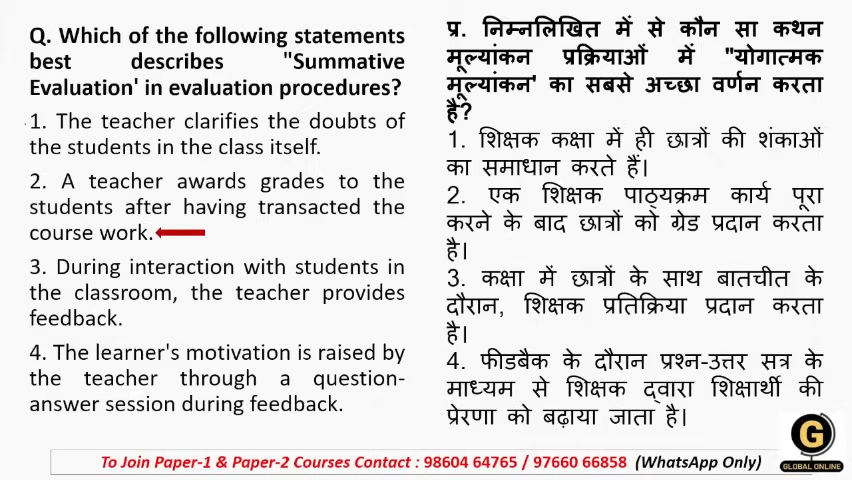 Q. Which of the following statements
best describes "Summative
Evaluation' in evaluation procedures?
1. The teacher clarifies the doubts of
the students in the class itself.
2. A teacher awards grades to the
students after having transacted the
course work.
3. During interaction with students in
the classroom, the teacher provides
feedback.
4. The learner's motivation is raised by
the teacher through a question-
answer session during feedback.
प्र. निम्नलिखित में से कौन सा कथन
मूल्यांकन प्रक्रियाओं में "योगात्मक
मूल्यांकन' का सबसे अच्छा वर्णन करता
है?
1. शिक्षक कक्षा में ही छात्रों की शंकाओं
का समाधान करते हैं।
2. एक शिक्षक पाठ्यक्रम कार्य पूरा
करने के बाद छात्रों को ग्रेड प्रदान करता
है।
3. कक्षा में छात्रों के साथ बातचीत के
दौरान, शिक्षक प्रतिक्रिया प्रदान करता
है।
4. फीडबैक के दौरान प्रश्न-उत्तर सत्र के
माध्यम से शिक्षक द्वारा शिक्षार्थी की
प्रेरणा को बढ़ाया जाता है।
G
GLOBAL ONLINE
To Join Paper-1 & Paper-2 Courses Contact : 98604 64765 / 97660 66858 (WhatsApp Only)